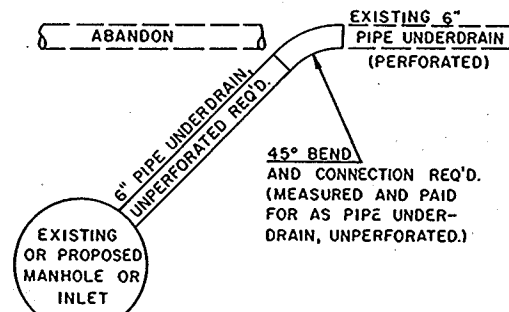 ABANDON
EXISTING 6"
PIPE UNDERDRAIN
(PERFORATED)
6" PIPE UNDERDRAIN,
UNPERFORATED REQ'D.
45° BEND
AND CONNECTION REQ'D.
(MEASURED AND PAID
FOR AS PIPE UNDER-
DRAIN, UNPERFORATED.)
EXISTING
OR PROPOSED
MANHOLE OR
INLET